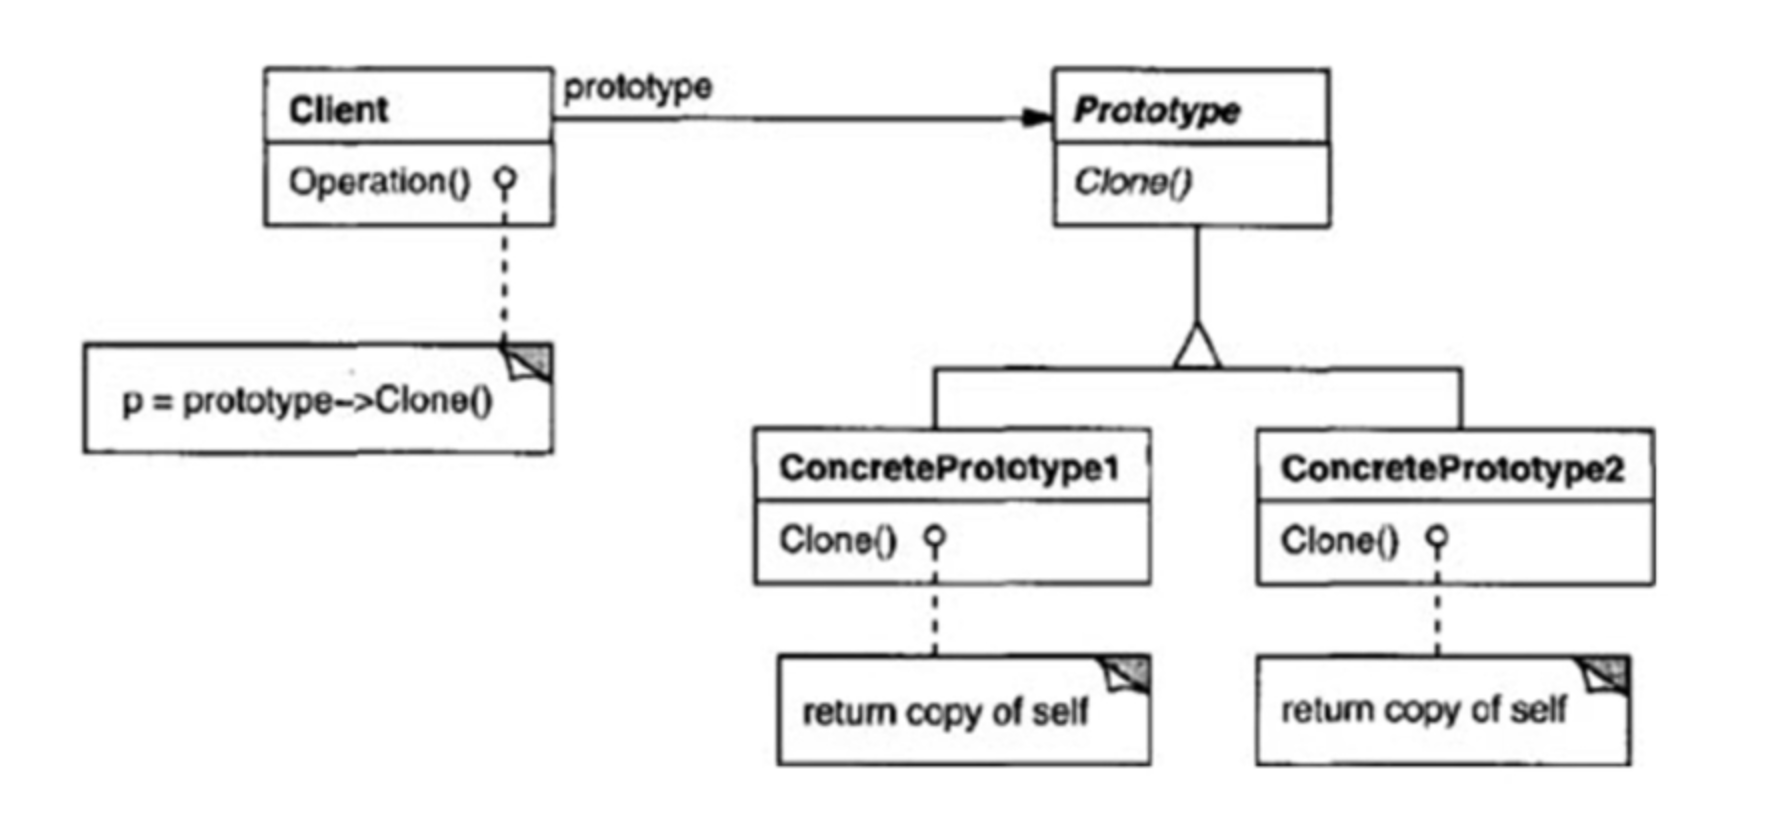 Client
prototype
Prototype
Operation()
Clone()
p = prototype->Clone()
ConcretePrototype1
ConcretePrototype2
Clone()
Clone()
return copy of self
return copy of self